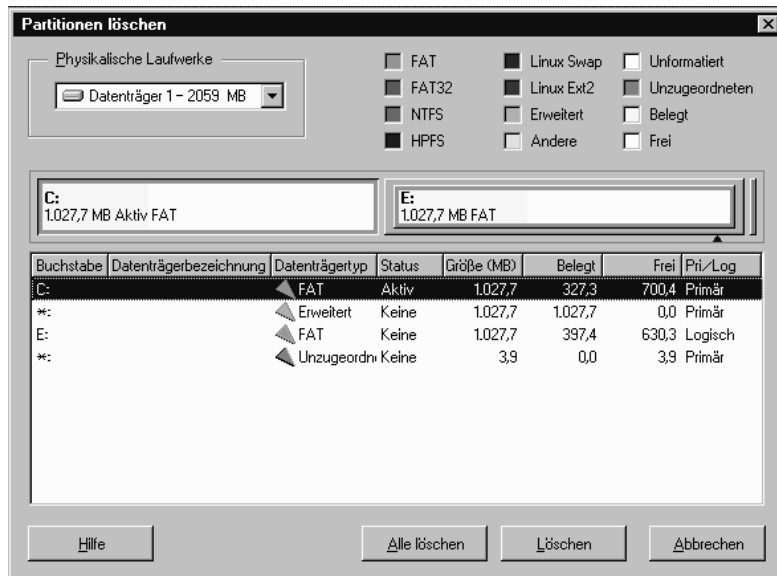 Partitionen löschen
Physikalische Laufwerke
Datenträger 1 - 2059 MB
FAT Linux Swap Unformatiert
FAT32 Linux Ext2 Unzugeordneten
NTFS Erweitert Belegt
HPFS Andere Frei
C: E:
1.027,7 MB Aktiv FAT 1.027,7 MB FAT
Buchstabe Datenträgerbezeichnung Datenträgertyp Status Größe (MB) Belegt Frei Pri/Log
C: FAT Aktiv 1.027,7 327,3 700,4 Primär
*: Erweitert Keine 1.027,7 1.027,7 0,0 Primär
E: FAT Keine 1.027,7 397,4 630,3 Logisch
*: Unzugeordn Keine 3,9 0,0 3,9 Primär
Hilfe Alle löschen Löschen Abbrechen